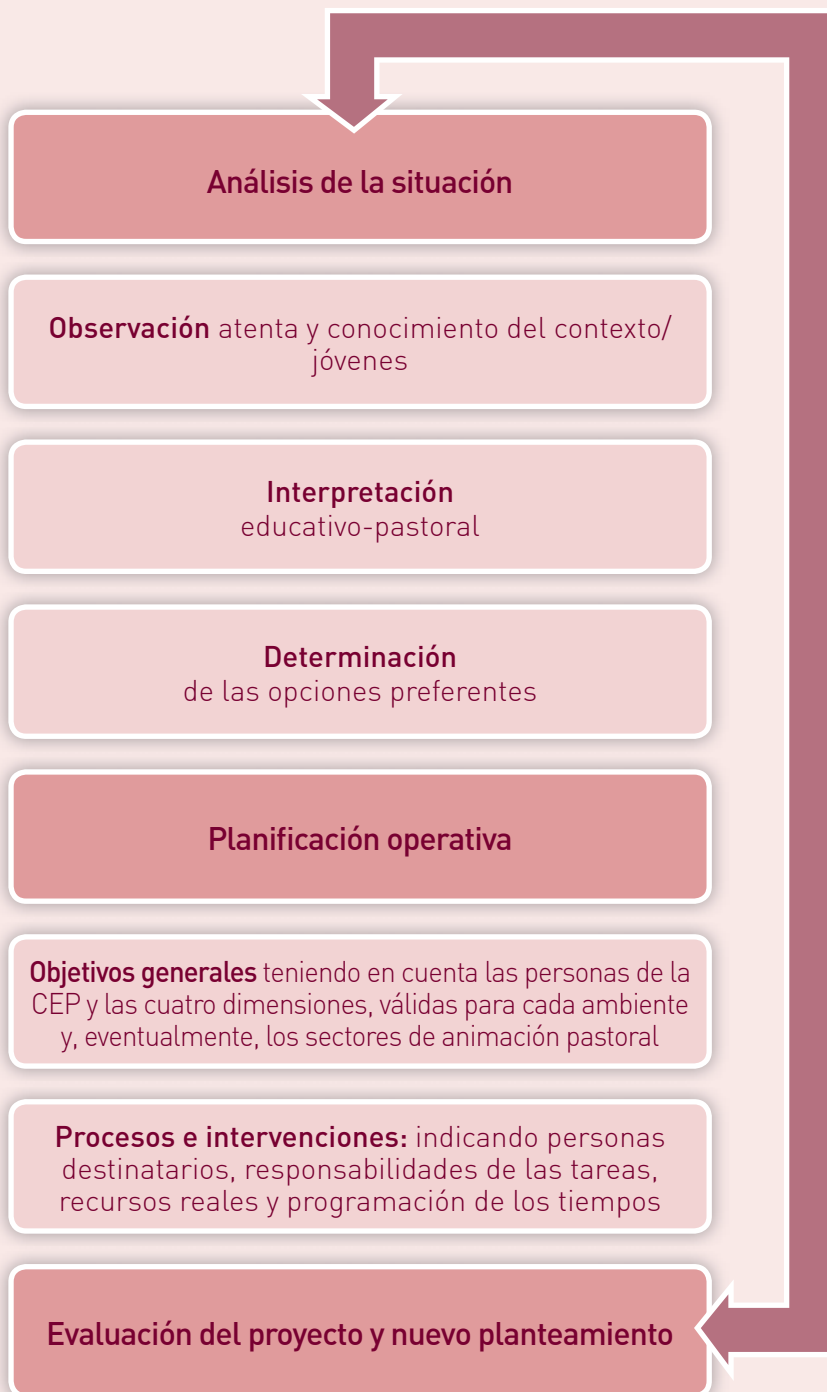 Análisis de la situación
Observación atenta y conocimiento del contexto/
jóvenes
Interpretación
educativo-pastoral
Determinación
de las opciones preferentes
Planificación operativa
Objetivos generales teniendo en cuenta las personas de la
CEP y las cuatro dimensiones, válidas para cada ambiente
y, eventualmente, los sectores de animación pastoral
Procesos e intervenciones: indicando personas
destinatarios, responsabilidades de las tareas,
recursos reales y programación de los tiempos
Evaluación del proyecto y nuevo planteamiento